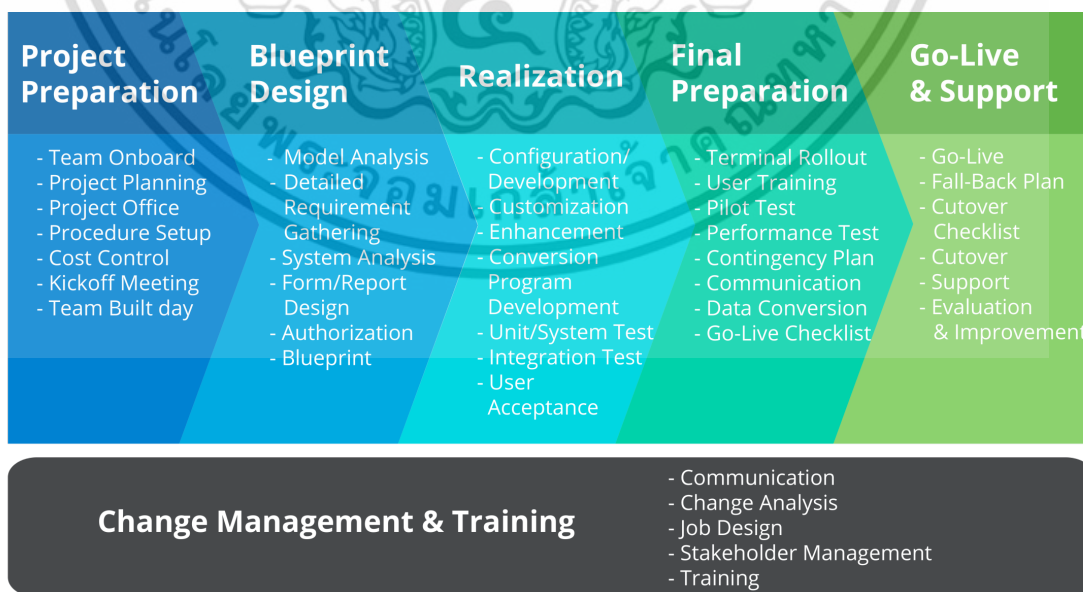 Project
Preparation
- Team Onboard
- Project Planning
- Project Office
- Procedure Setup
- Cost Control
- Kickoff Meeting
- Team Built day
Blueprint
Design
- Model Analysis
- Detailed
Requirement
Gathering
- System Analysis
- Form/Report
Design
- Authorization
- Blueprint
Realization
- Configuration/
Development
- Customization
- Enhancement
- Conversion
Program
Development
- Unit/System Test
- Integration Test
- User
Acceptance
Final
Preparation
- Terminal Rollout
- User Training
- Pilot Test
- Performance Test
- Contingency Plan
- Communication
- Data Conversion
- Go-Live Checklist
Go-Live
& Support
- Go-Live
- Fall-Back Plan
- Cutover
Checklist
- Cutover
- Support
- Evaluation
& Improvement
Change Management & Training
- Communication
- Change Analysis
- Job Design
- Stakeholder Management
- Training